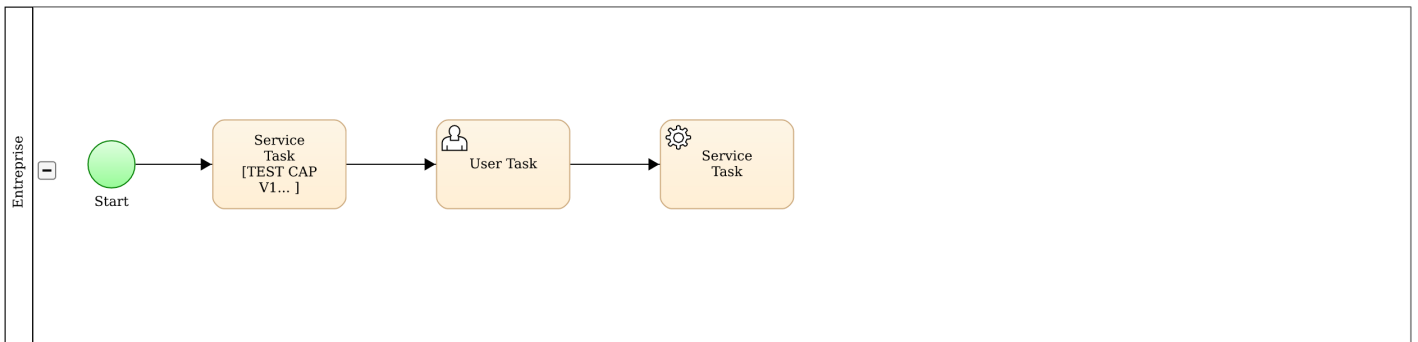 Entreprise
Start
Service
Task
[TEST CAP
V1... ]
User Task
Service
Task